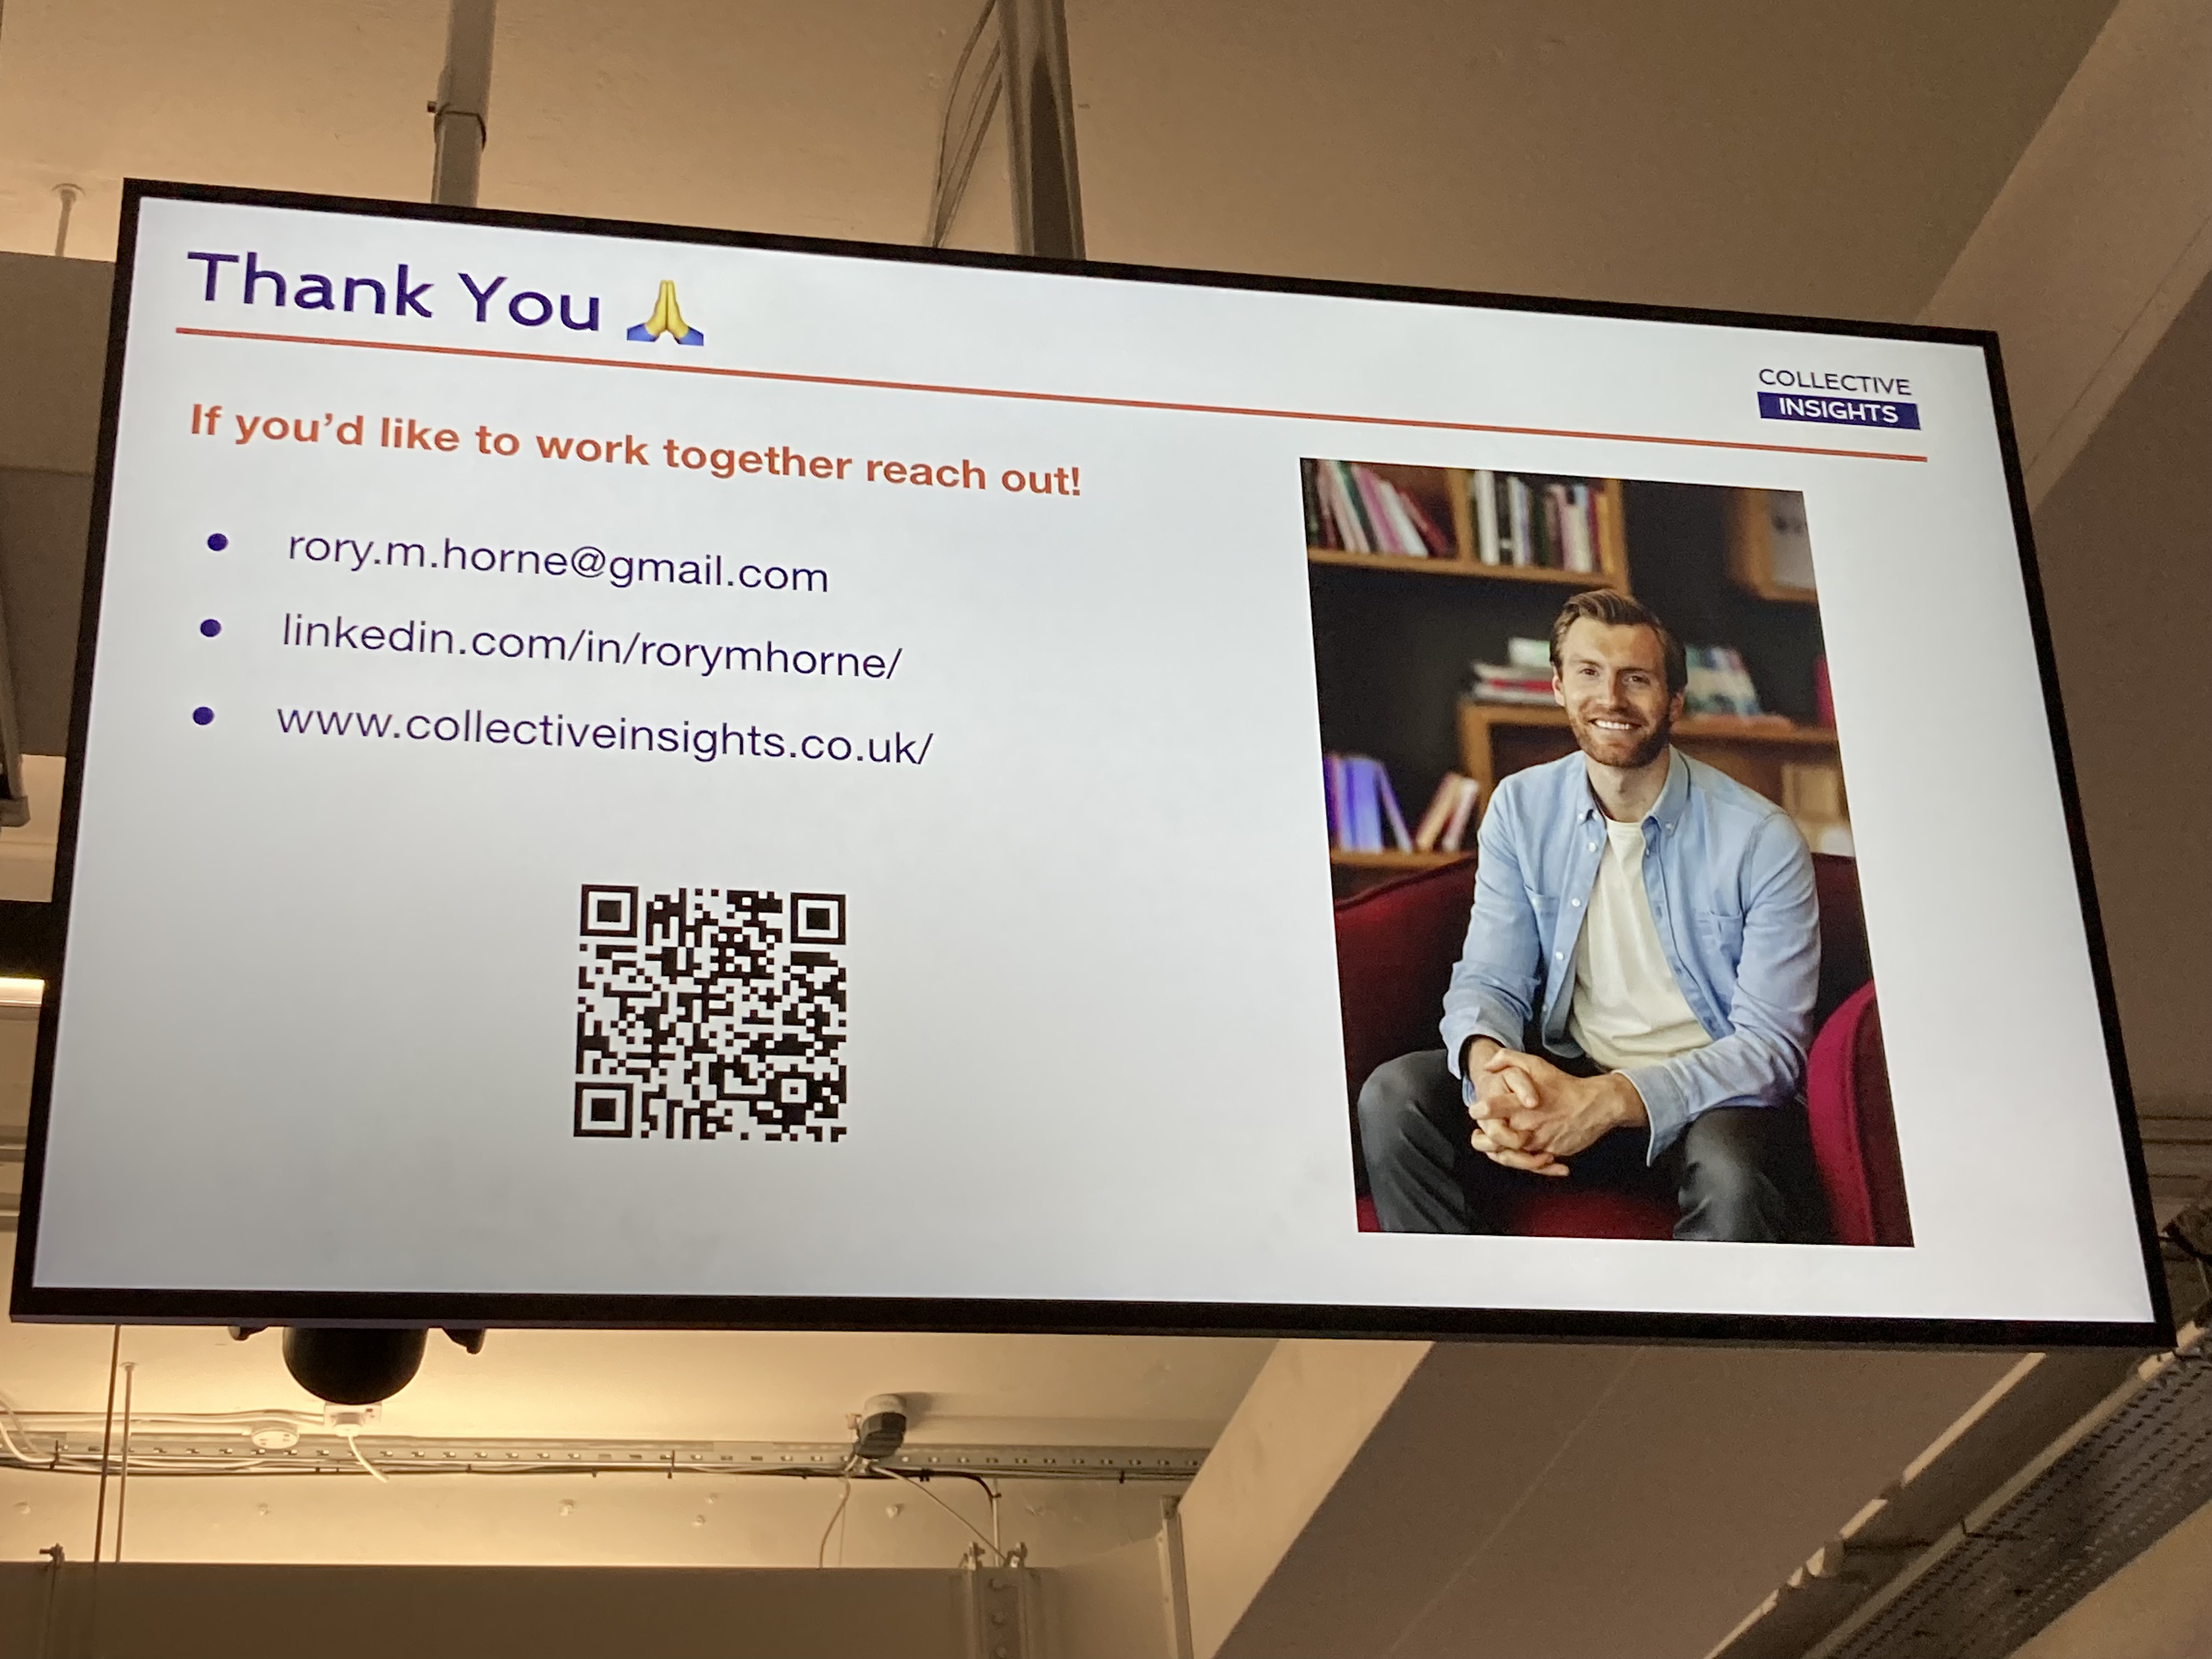 Thank You 🙏
COLLECTIVE
INSIGHTS
If you’d like to work together reach out!
• rory.m.horne@gmail.com
• linkedin.com/in/rorymhorne/
• www.collectiveinsights.co.uk/